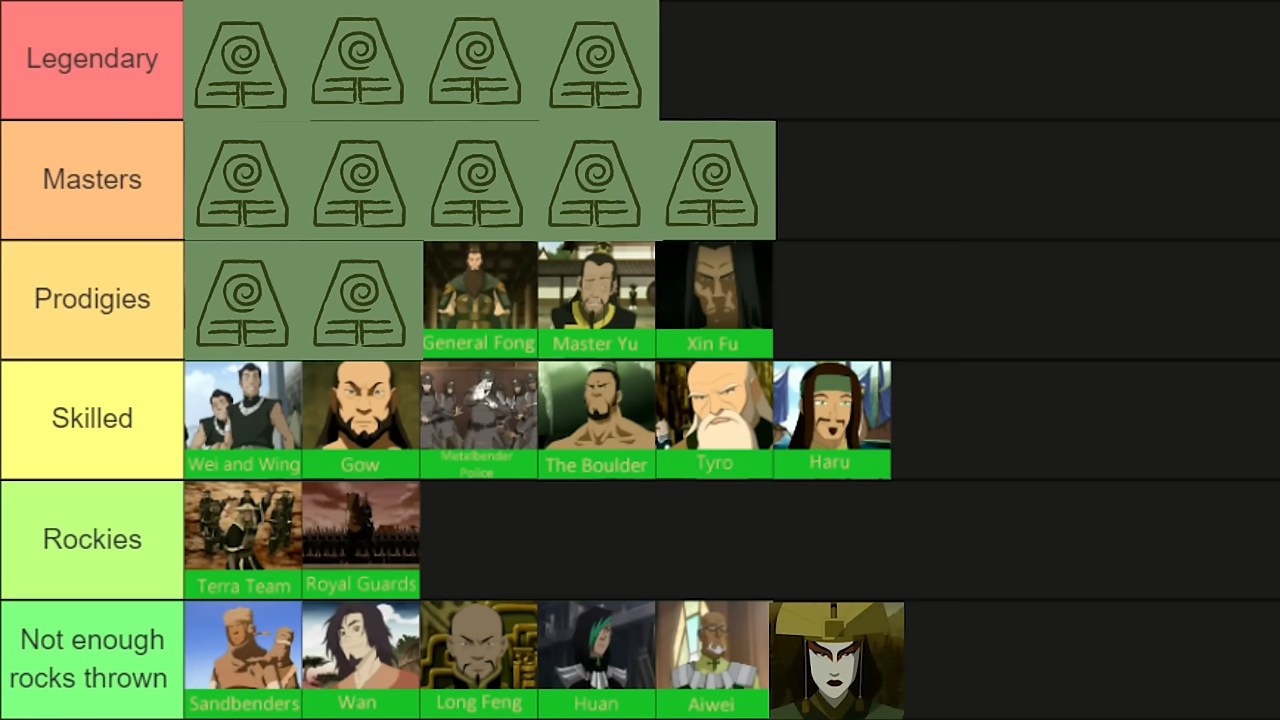 Legendary
Masters
Prodigies
General Fong
Master Yu
Xin Fu
Skilled
Wei and Wing
Gow
Metalbender
Police
The Boulder
Tyro
Haru
Rockies
Terra Team
Royal Guards
Not enough
rocks thrown
Sandbenders
Wan
Long Feng
Huan
Aiwei